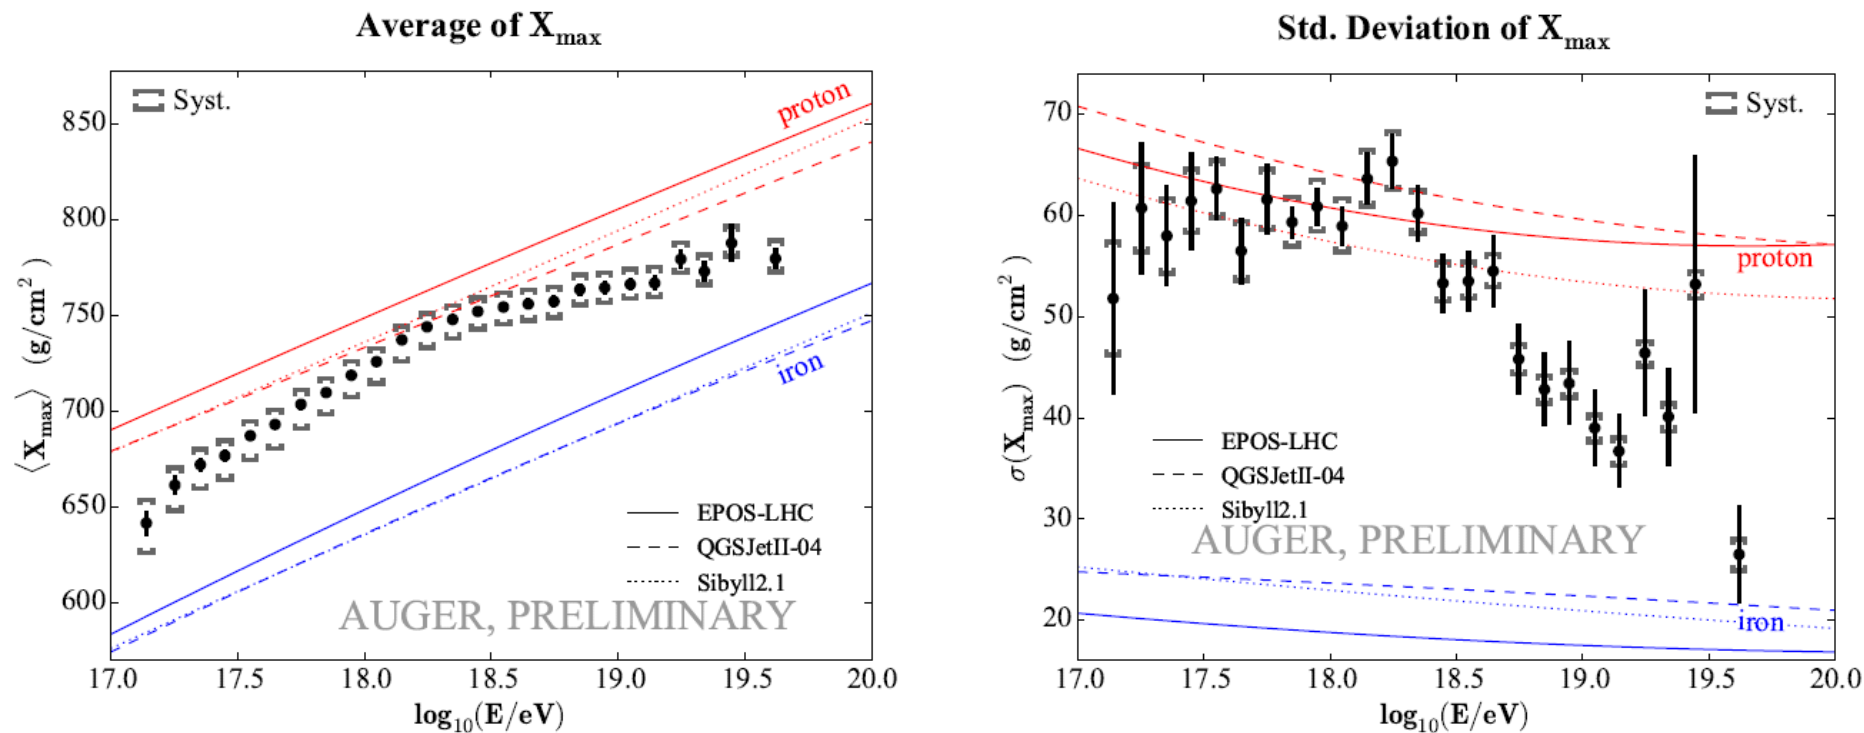 Average of Xmax
Syst.
proton
iron
850
800
750
700
650
600
⟨Xmax⟩ (g/cm²)
EPOS-LHC
QGSJetII-04
Sibyll2.1
AUGER, PRELIMINARY
17.0 17.5 18.0 18.5 19.0 19.5 20.0
log₁₀(E/eV)
Std. Deviation of Xmax
Syst.
70
60
50
40
30
20
σ(Xmax) (g/cm²)
proton
EPOS-LHC
QGSJetII-04
Sibyll2.1
AUGER, PRELIMINARY
iron
17.0 17.5 18.0 18.5 19.0 19.5 20.0
log₁₀(E/eV)